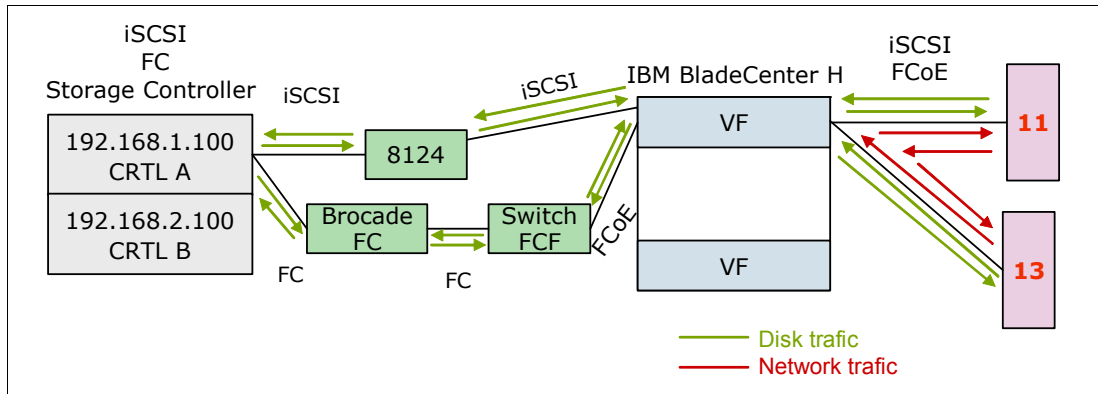 iSCSI
FC
Storage Controller
192.168.1.100
CRTL A
192.168.2.100
CRTL B
iSCSI
8124
iSCSI
Brocade
FC
Switch
FCF
FC
FC
FCoE
IBM BladeCenter H
VF
VF
iSCSI
FCoE
11
13
Disk trafic
Network trafic